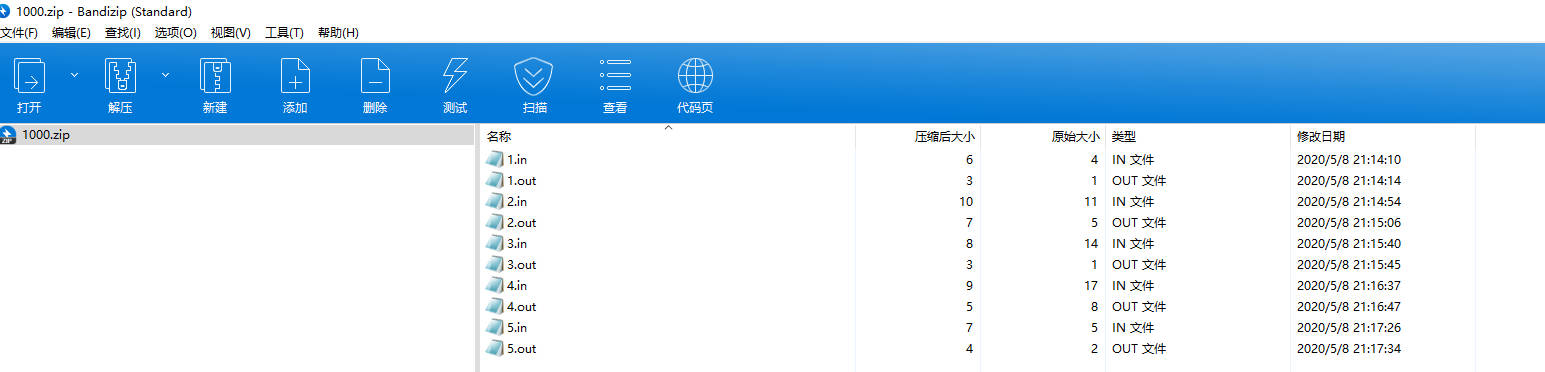 1000.zip - Bandizip (Standard)
文件(F) 编辑(E) 查找(I) 选项(O) 视图(V) 工具(T) 帮助(H)
打开 解压 新建 添加 删除 测试 扫描 查看 代码页
ZIP 1000.zip
名称 压缩后大小 原始大小 类型 修改日期
1.in 6 4 IN 文件 2020/5/8 21:14:10
1.out 3 1 OUT 文件 2020/5/8 21:14:14
2.in 10 11 IN 文件 2020/5/8 21:14:54
2.out 7 5 OUT 文件 2020/5/8 21:15:06
3.in 8 14 IN 文件 2020/5/8 21:15:40
3.out 3 1 OUT 文件 2020/5/8 21:15:45
4.in 9 17 IN 文件 2020/5/8 21:16:37
4.out 5 8 OUT 文件 2020/5/8 21:16:47
5.in 7 5 IN 文件 2020/5/8 21:17:26
5.out 4 2 OUT 文件 2020/5/8 21:17:34